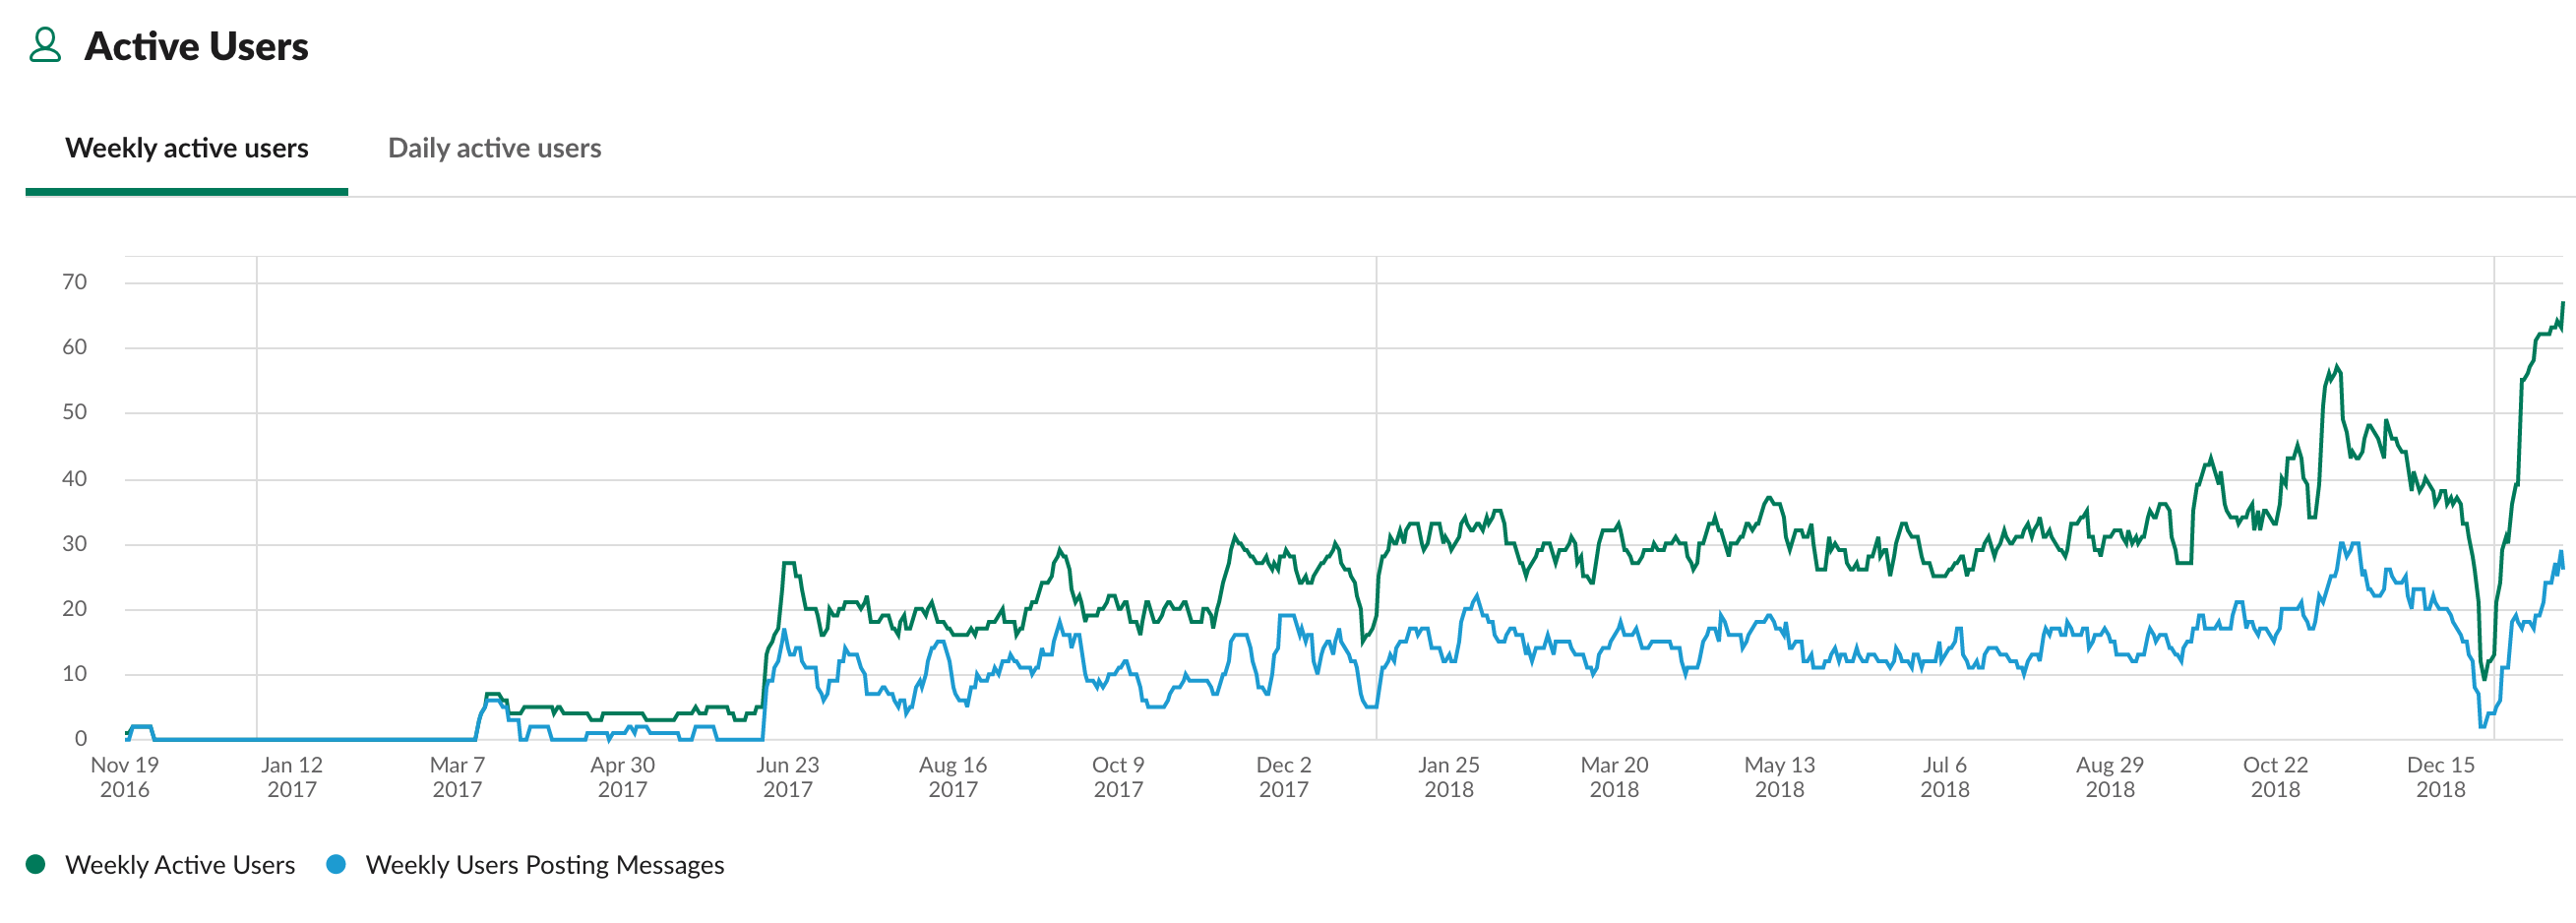 Active Users
Weekly active users Daily active users
70
60
50
40
30
20
10
0
Nov 19 Jan 12 Mar 7 Apr 30 Jun 23 Aug 16 Oct 9 Dec 2 Jan 25 Mar 20 May 13 Jul 6 Aug 29 Oct 22 Dec 15
2016 2017 2017 2017 2017 2017 2017 2017 2018 2018 2018 2018 2018 2018 2018
Weekly Active Users Weekly Users Posting Messages